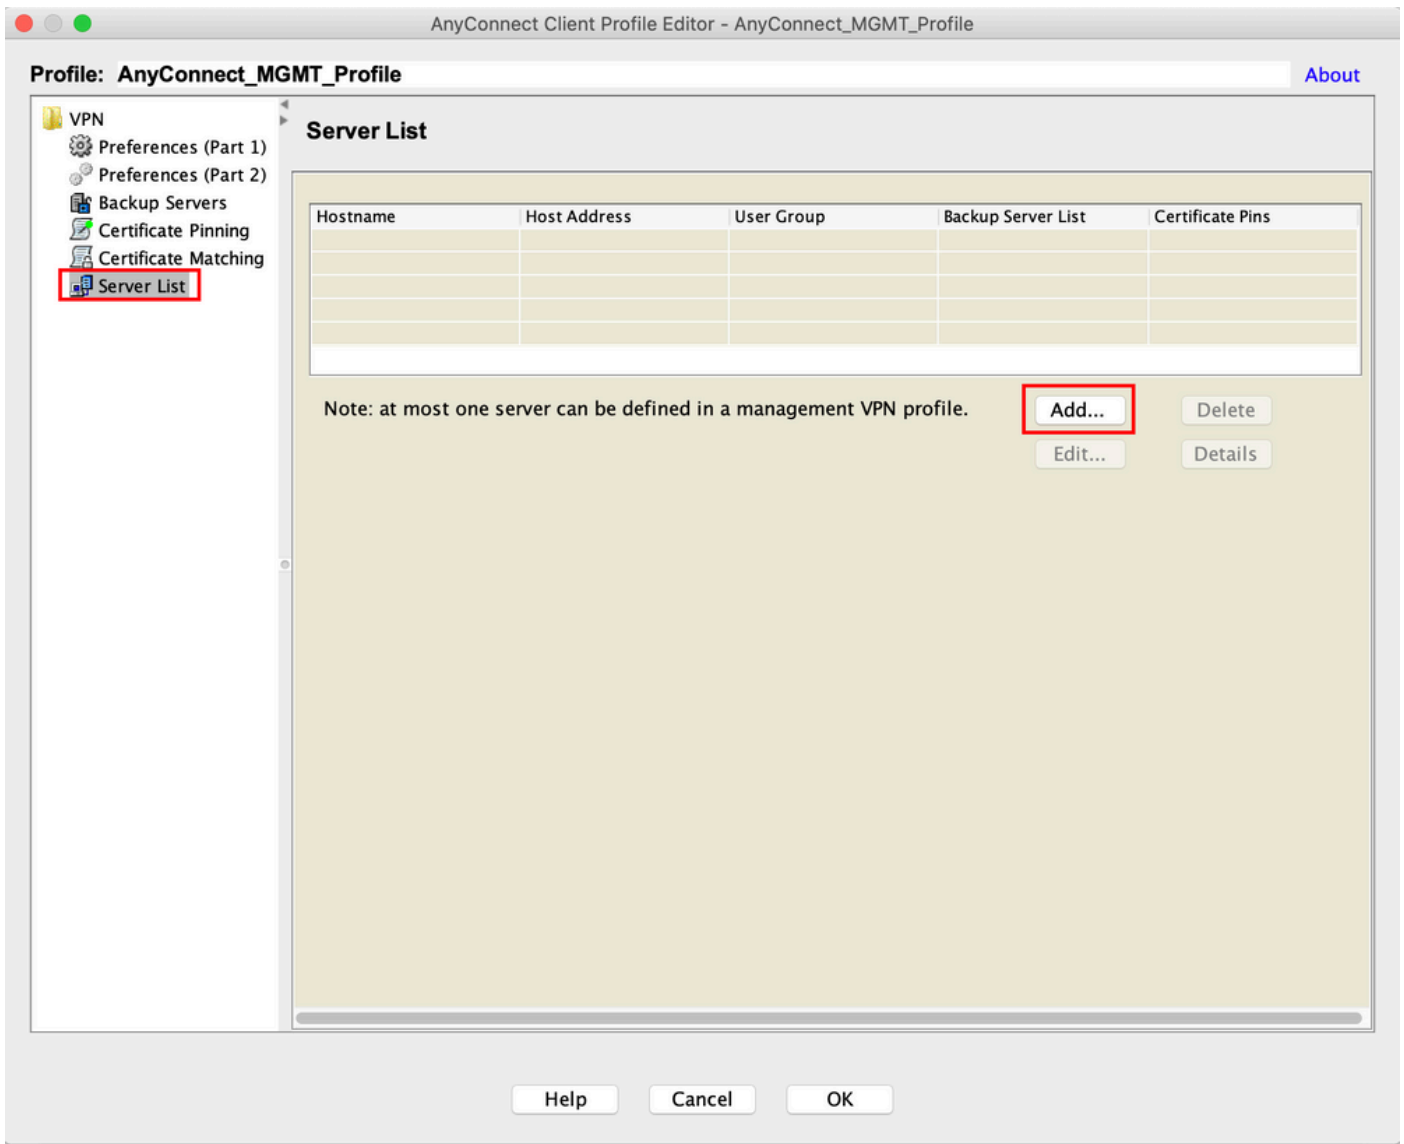 AnyConnect Client Profile Editor - AnyConnect_MGMT_Profile
Profile: AnyConnect_MGMT_Profile
About
VPN
Preferences (Part 1)
Preferences (Part 2)
Backup Servers
Certificate Pinning
Certificate Matching
Server List
Server List
Hostname Host Address User Group Backup Server List Certificate Pins
Note: at most one server can be defined in a management VPN profile.
Add... Delete
Edit... Details
Help Cancel OK